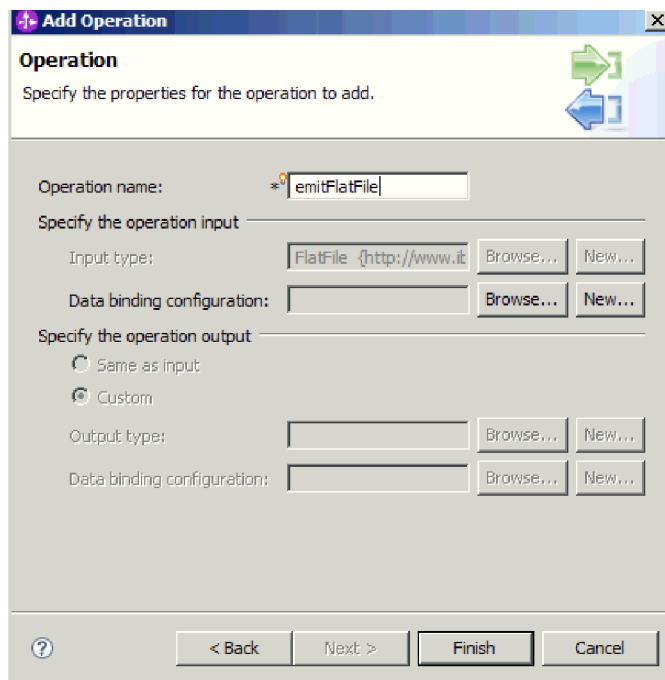 Add Operation
Operation
Specify the properties for the operation to add.
Operation name: * emitFlatFile
Specify the operation input
Input type: FlatFile {http://www.it Browse... New...
Data binding configuration: Browse... New...
Specify the operation output
Same as input
Custom
Output type: Browse... New...
Data binding configuration: Browse... New...
? < Back Next > Finish Cancel